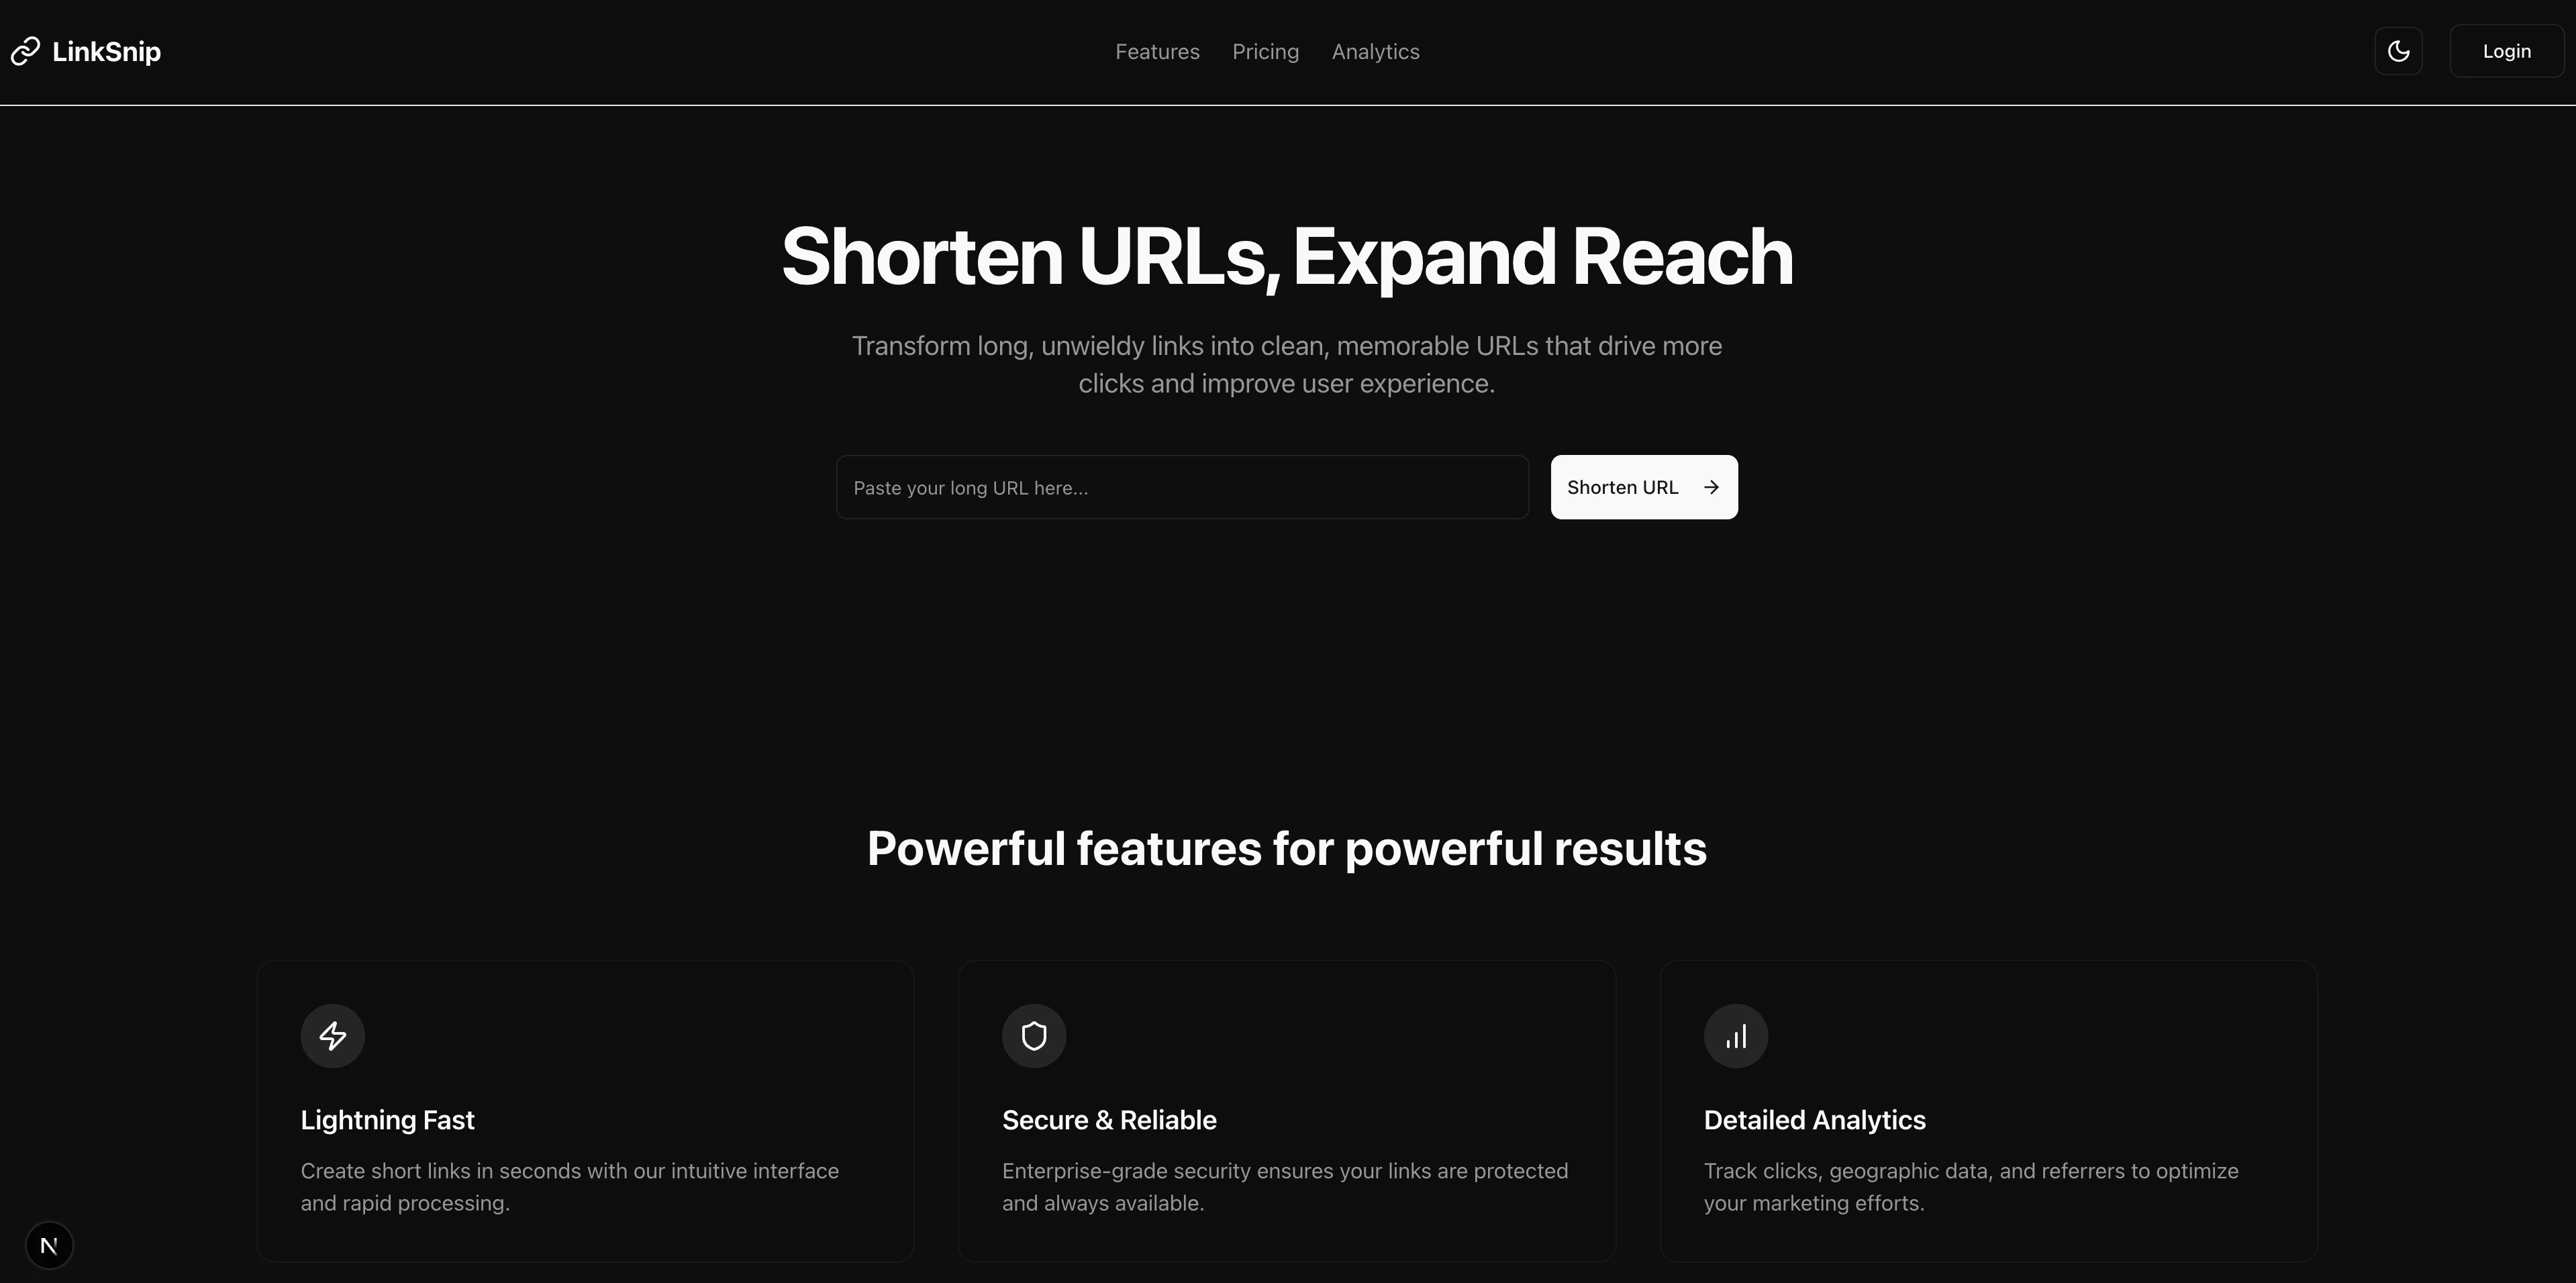 LinkSnip
Features Pricing Analytics
Login
Shorten URLs, Expand Reach
Transform long, unwieldy links into clean, memorable URLs that drive more
clicks and improve user experience.
Paste your long URL here...
Shorten URL
Powerful features for powerful results
Lightning Fast
Create short links in seconds with our intuitive interface
and rapid processing.
Secure & Reliable
Enterprise-grade security ensures your links are protected
and always available.
Detailed Analytics
Track clicks, geographic data, and referrers to optimize
your marketing efforts.
N